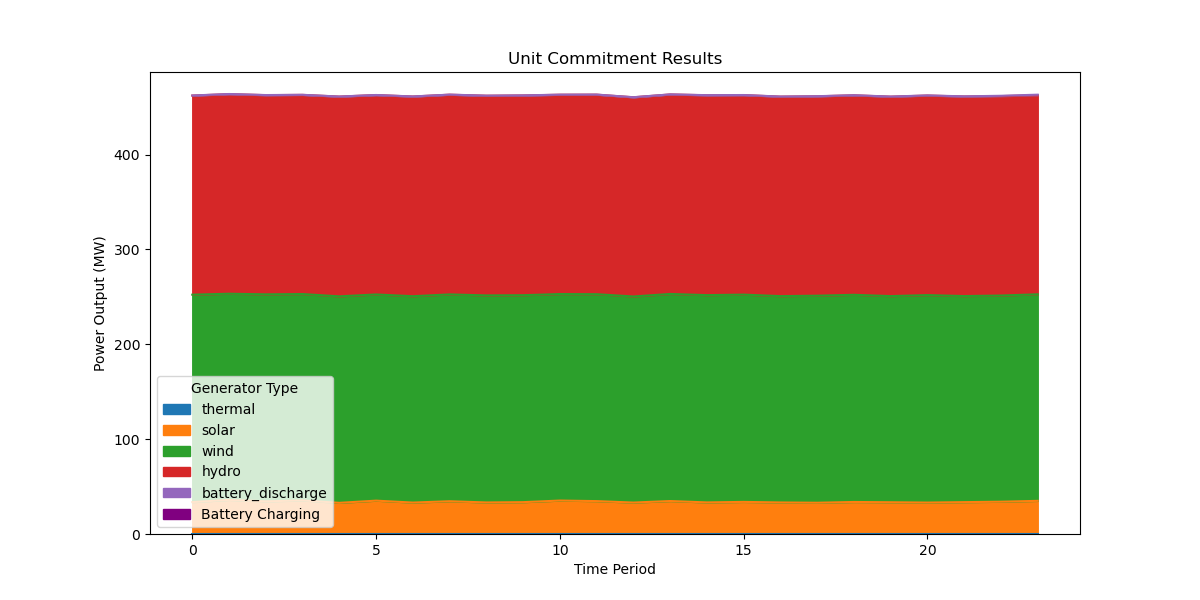 Unit Commitment Results
Power Output (MW)
400
300
200
100
0
Generator Type
thermal
solar
wind
hydro
battery_discharge
Battery Charging
0 5 10 15 20
Time Period